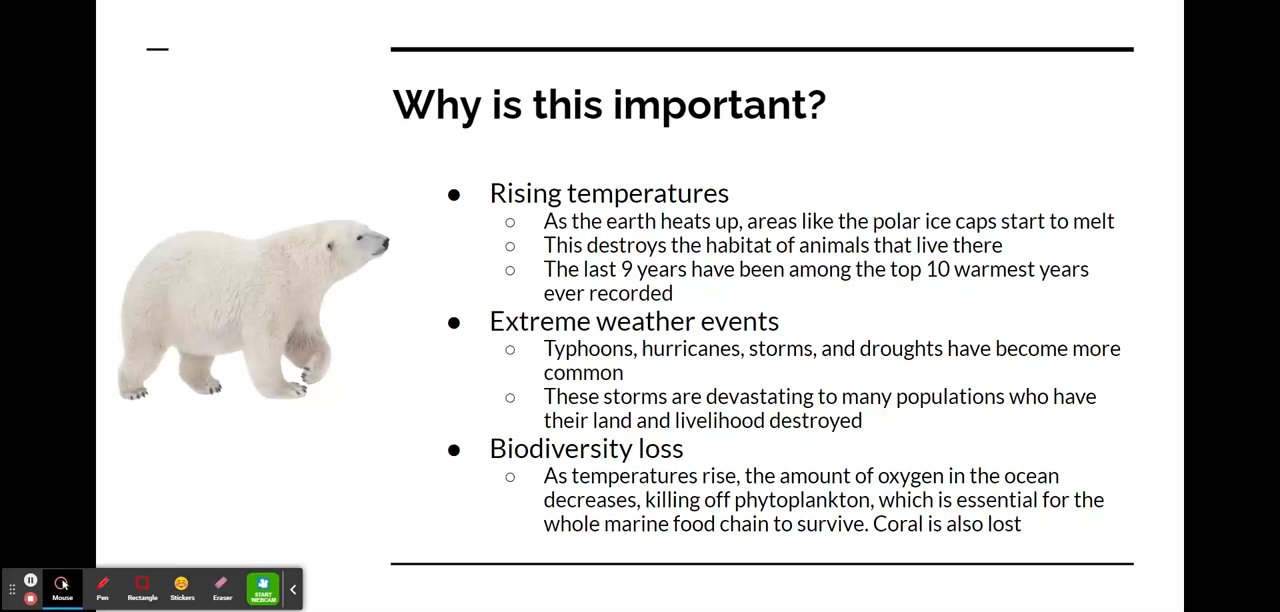 Why is this important?
● Rising temperatures
○ As the earth heats up, areas like the polar ice caps start to melt
○ This destroys the habitat of animals that live there
○ The last 9 years have been among the top 10 warmest years
ever recorded
● Extreme weather events
○ Typhoons, hurricanes, storms, and droughts have become more
common
○ These storms are devastating to many populations who have
their land and livelihood destroyed
● Biodiversity loss
○ As temperatures rise, the amount of oxygen in the ocean
decreases, killing off phytoplankton, which is essential for the
whole marine food chain to survive. Coral is also lost
Mouse Pen Rectangle Stickers Eraser START
WEBCAM